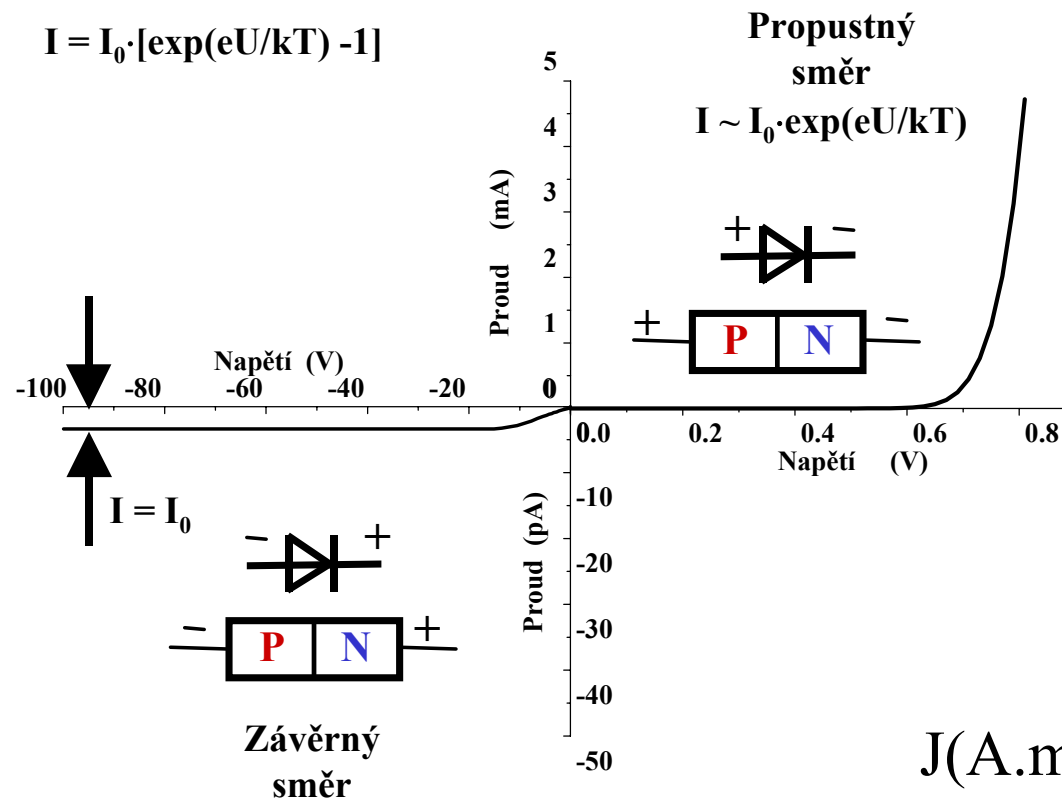 I = I₀·[exp(eU/kT) -1]
Propustný
směr
I ~ I₀·exp(eU/kT)
5
4
3
2
1
0
Proud (mA)
+ –
+ P N –
Napětí (V)
-100 -80 -60 -40 -20 0
0.0 0.2 0.4 0.6 0.8
Napětí (V)
I = I₀
– +
– P N +
Závěrný
směr
Proud (pA)
-10
-20
-30
-40
-50
J(A.m